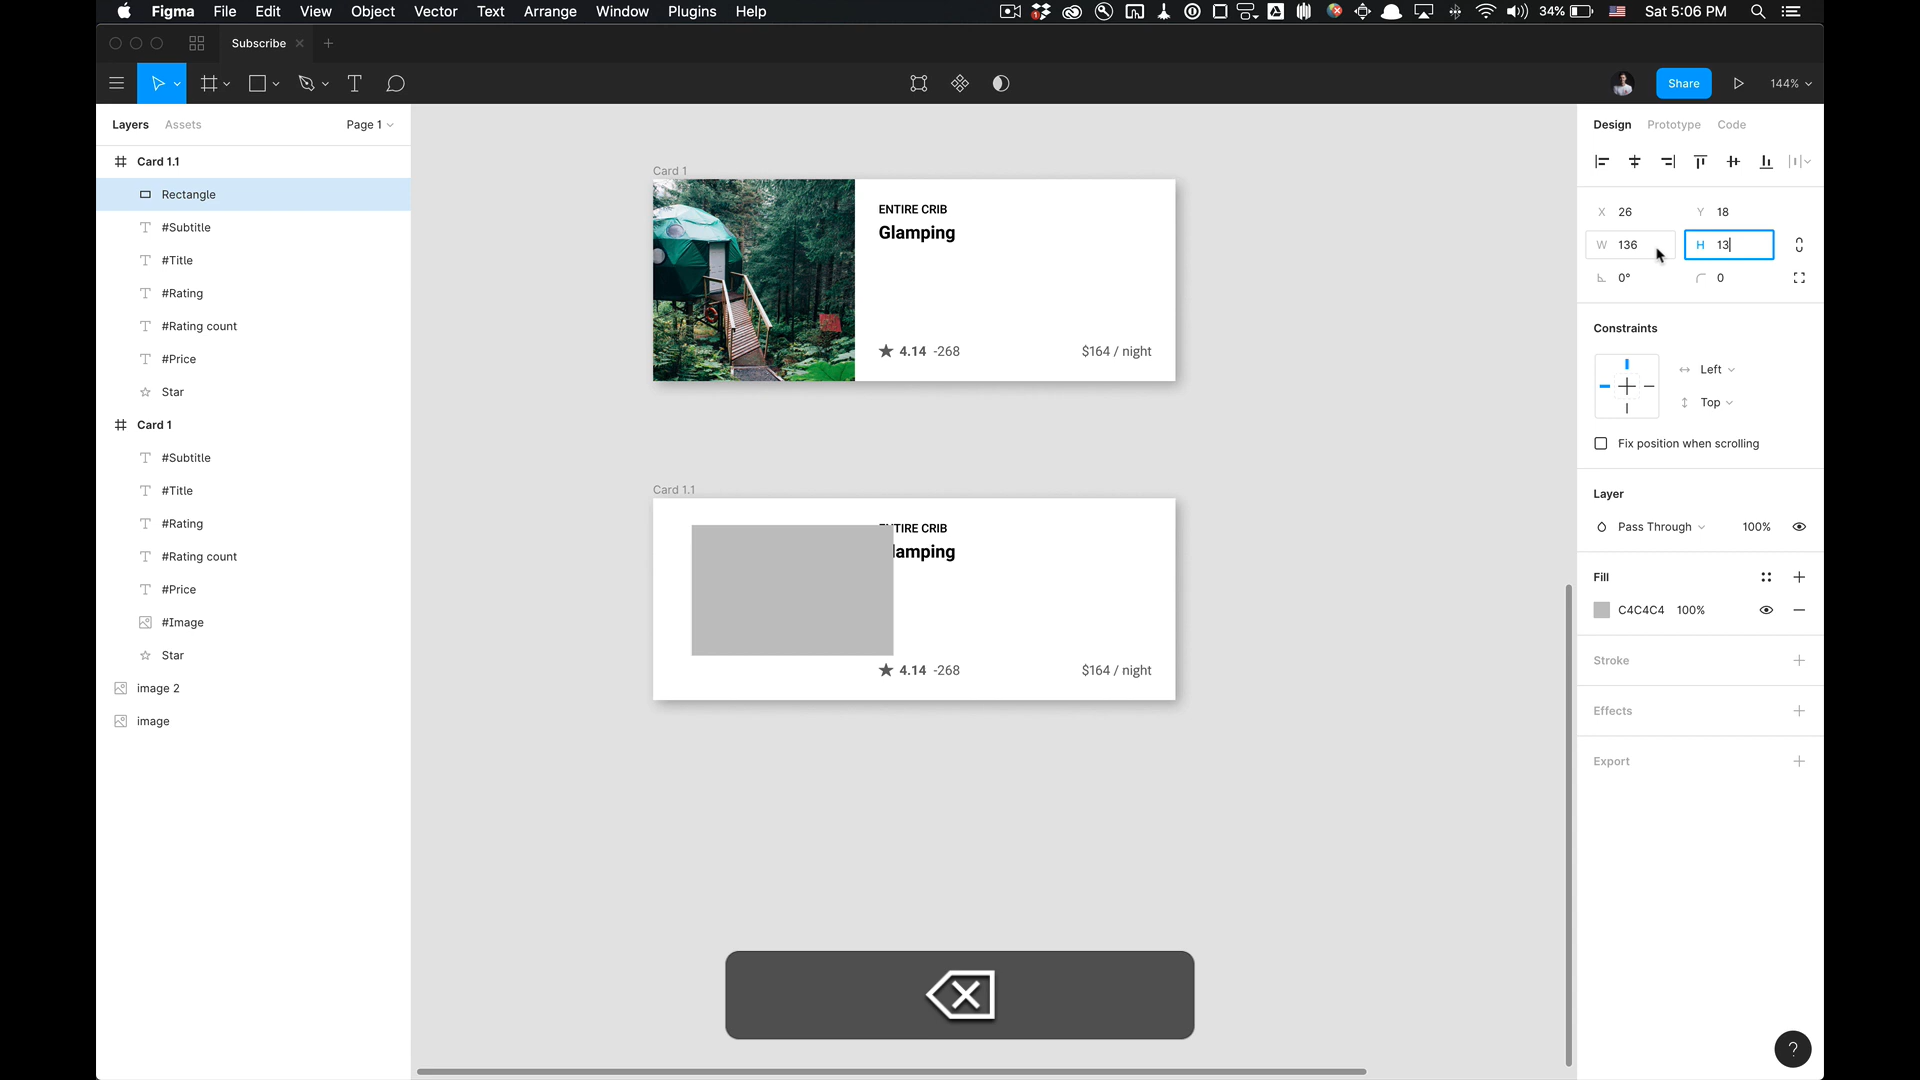 Figma File Edit View Object Vector Text Arrange Window Plugins Help 34% Sat 5:06 PM
Subscribe
Share 144%
Layers Assets Page 1
Card 1.1
Rectangle
#Subtitle
#Title
#Rating
#Rating count
#Price
Star
Card 1
#Subtitle
#Title
#Rating
#Rating count
#Price
#Image
Star
image 2
image
Card 1
ENTIRE CRIB
Glamping
4.14 -268 $164 / night
Card 1.1
ENTIRE CRIB
lamping
4.14 -268 $164 / night
Design Prototype Code
X 26 Y 18
W 136 H 13
0° 0
Constraints
Left
Top
Fix position when scrolling
Layer
Pass Through 100%
Fill
C4C4C4 100%
Stroke
Effects
Export
?